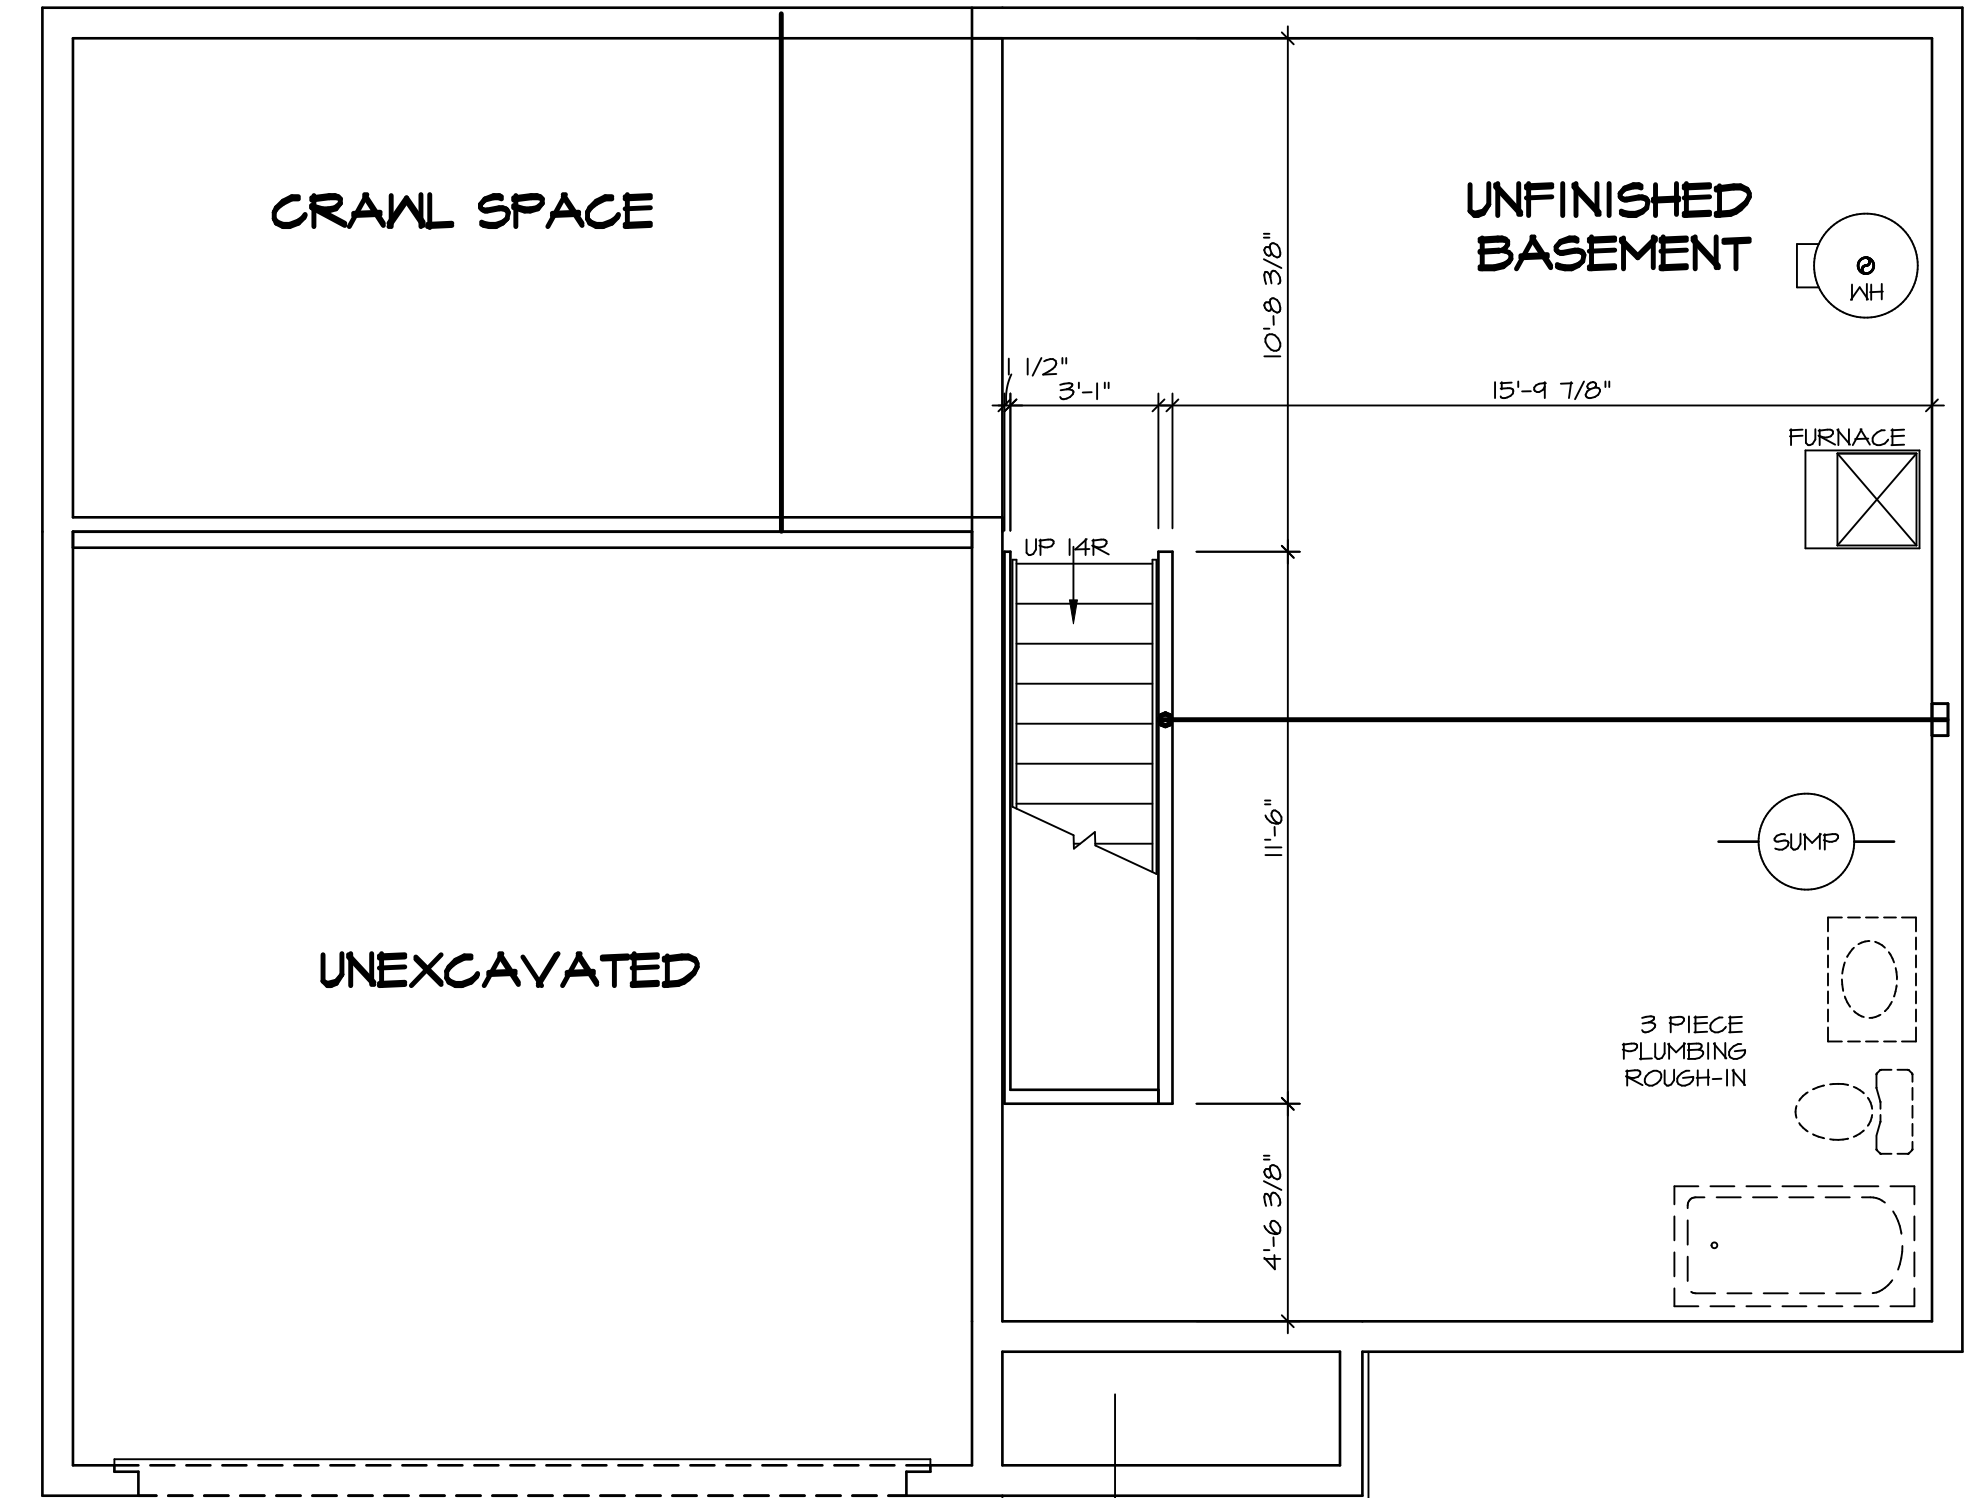 CRAWL SPACE
UNFINISHED
BASEMENT
WH
10'-8 3/8"
1 1/2"
3'-1"
15'-9 7/8"
FURNACE
UP 14R
11'-6"
SUMP
UNEXCAVATED
3 PIECE
PLUMBING
ROUGH-IN
4'-6 3/8"